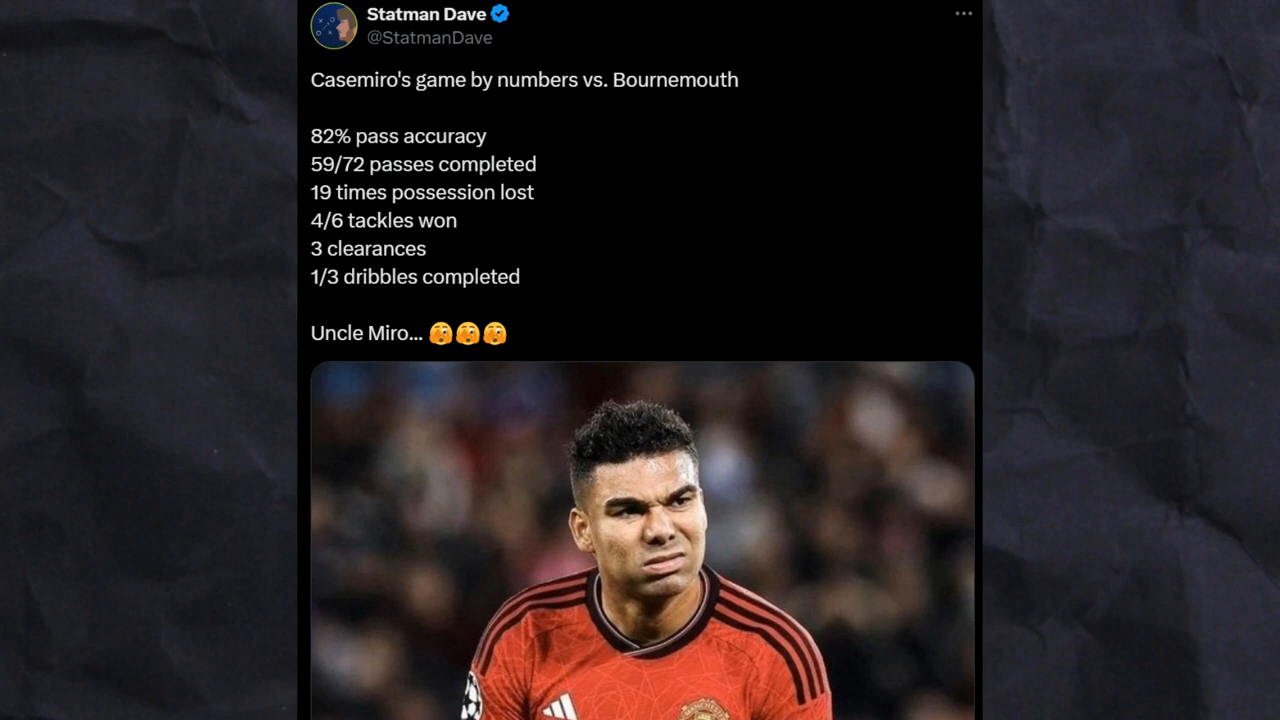 Statman Dave
@StatmanDave
Casemiro's game by numbers vs. Bournemouth
82% pass accuracy
59/72 passes completed
19 times possession lost
4/6 tackles won
3 clearances
1/3 dribbles completed
Uncle Miro... 🫣🫣🫣
MANCHESTER